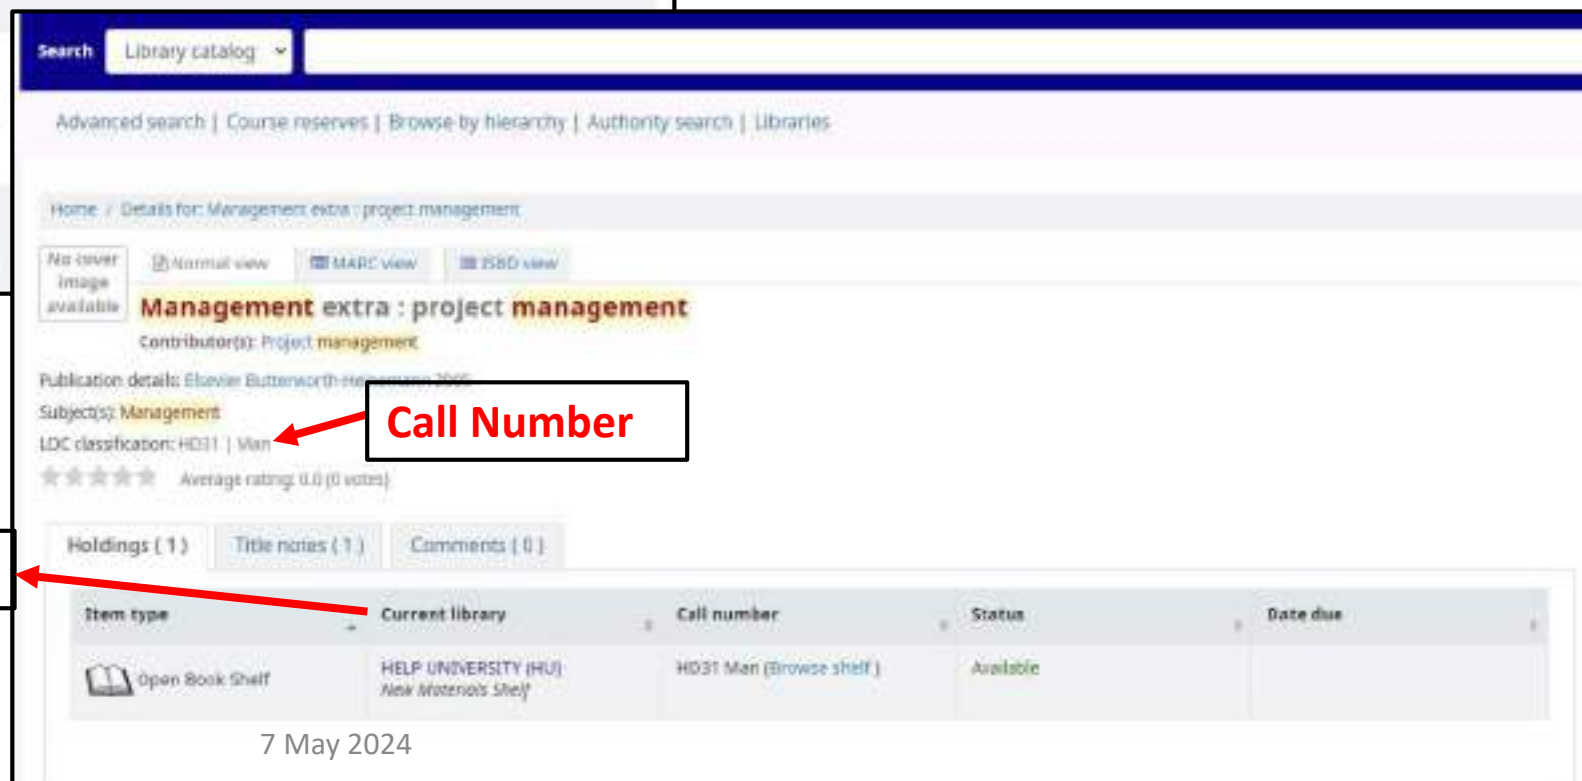 Search Library catalog
Advanced search | Course reserves | Browse by hierarchy | Authority search | Libraries
Home / Details for: Management extra : project management
No cover image available
Normal view MARC view ISBD view
Management extra : project management
Contributor(s): Project management
Publication details: Elsevier Butterworth-Heinemann 2005
Subject(s): Management
LOC classification: HD31 | Man
Call Number
Average rating: 0.0 (0 votes)
Holdings ( 1 ) Title notes ( 1 ) Comments ( 0 )
Item type Current library Call number Status Date due
Open Book Shelf HELP UNIVERSITY (HU) HD31 Man (Browse shelf) Available
New Materials Shelf
7 May 2024